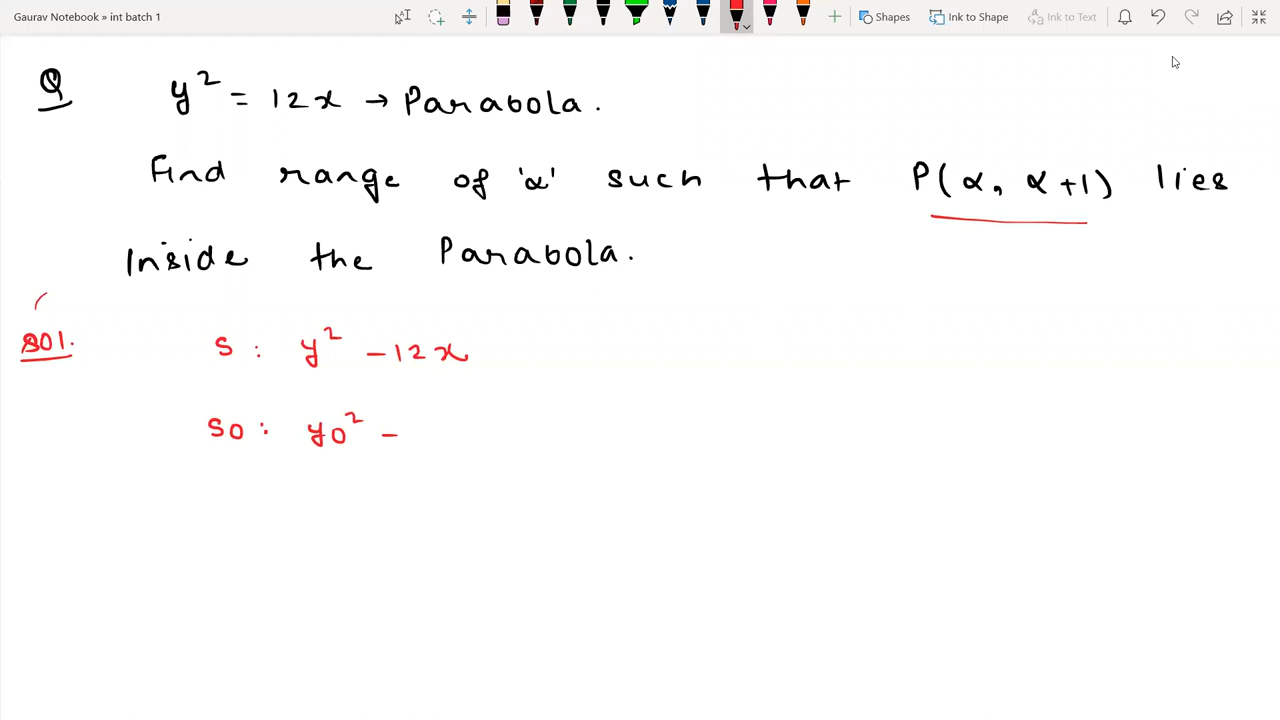 Gaurav Notebook » int batch 1
Shapes Ink to Shape Ink to Text
Q y² = 12x → Parabola.
Find range of 'α' such that P(α, α+1) lies
Inside the Parabola.
Sol. S : y² - 12x
S0 : y0² -